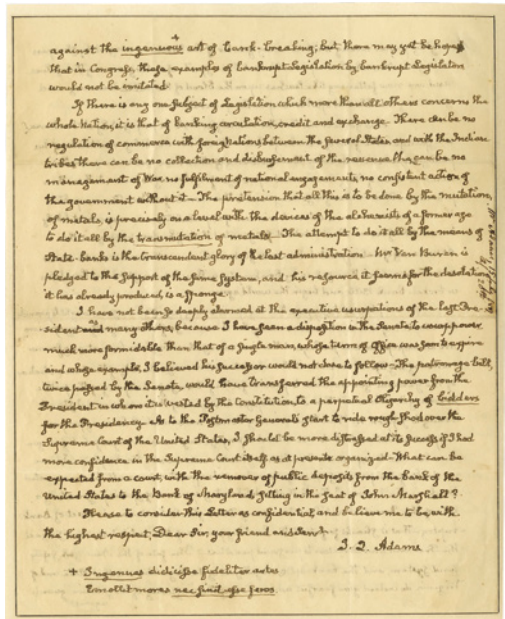 +
against the ingenuous art of bank-breaking; but, there may yet be hope
that in Congress, these examples of bankrupt Legislation by bankrupt Legislators
would not be imitated.
If there is any one subject of Legislation which more than all others concerns the
whole Nation, it is that of banking circulation, credit and exchange. There can be no
regulation of commerce with foreign Nations between the several States and with the Indian
tribes there can be no collection and disbursement of the revenue there can be no
management of War no fulfilment of national engagements, no consistent action of
the government without it — The pretension that all this is to be done by the
of metals, is precisely on a level with the dances of the alchemists of a former age
to do it all by the transmutation of metals — The attempt to do it all by the means of
State banks is the transcendent glory of the last administration. Mr Van Buren is
pledged to the support of the same system, and his resource it seems for the desolation
it has already produced, is a sponge.
I have not been so deeply alarmed at the executive usurpations of the last Pre-
sident as many others, because I have seen a disposition in the Senate to usurp power
much more formidable than that of a single man, whose term of office was soon to expire
and whose example, I believed his successor would not dare to follow — The patronage bill,
twice passed by the Senate, would have transferred the appointing power from the
President in whom it is vested by the Constitution, to a perpetual Oligarchy of bidders
for the Presidency. As to the Postmaster General's start to ride rough shod over the
Supreme Court of the United States, I should be more distressed at its success if I had
more confidence in the Supreme Court itself as at present organized. What can be
expected from a court, with the remover of public deposits from the bank of the
United States to the Bank of Maryland sitting in the seat of John Marshall?
Please to consider this Letter as confidential, and believe me to be with
the highest respect, Dear Sir, your friend and Servt
J. Q. Adams
+ Ingenuas didicisse fideliter artes
Emollit mores nec sinit esse feros